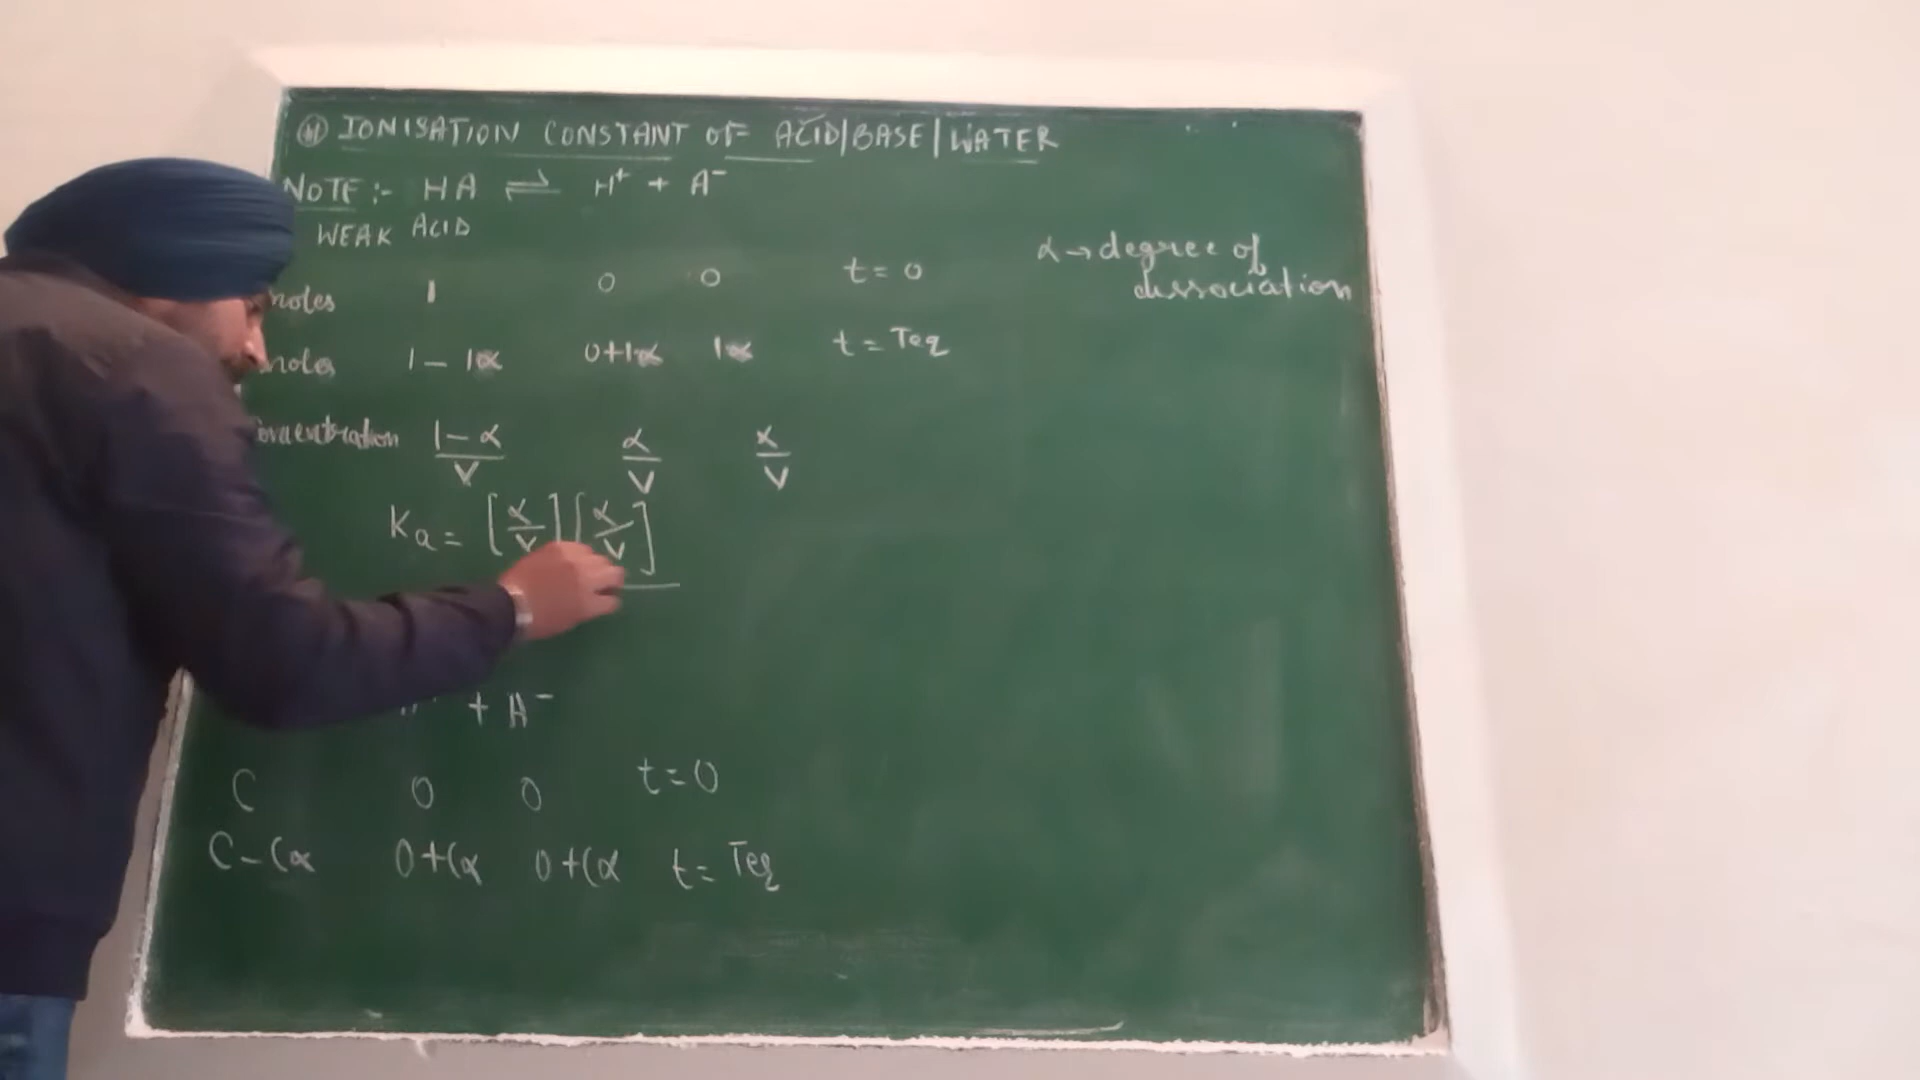 (11) IONISATION CONSTANT OF ACID/BASE/WATER
NOTE :- HA ⇌ H⁺ + A⁻
WEAK ACID
α → degree of
dissociation
moles 1 0 0 t = 0
moles 1 - 1α 0+1α 1α t = Teq
Concentration (1-α)/V α/V α/V
Ka = [α/V][α/V]
+ A⁻
C 0 0 t=0
C-Cα 0+Cα 0+Cα t= Teq